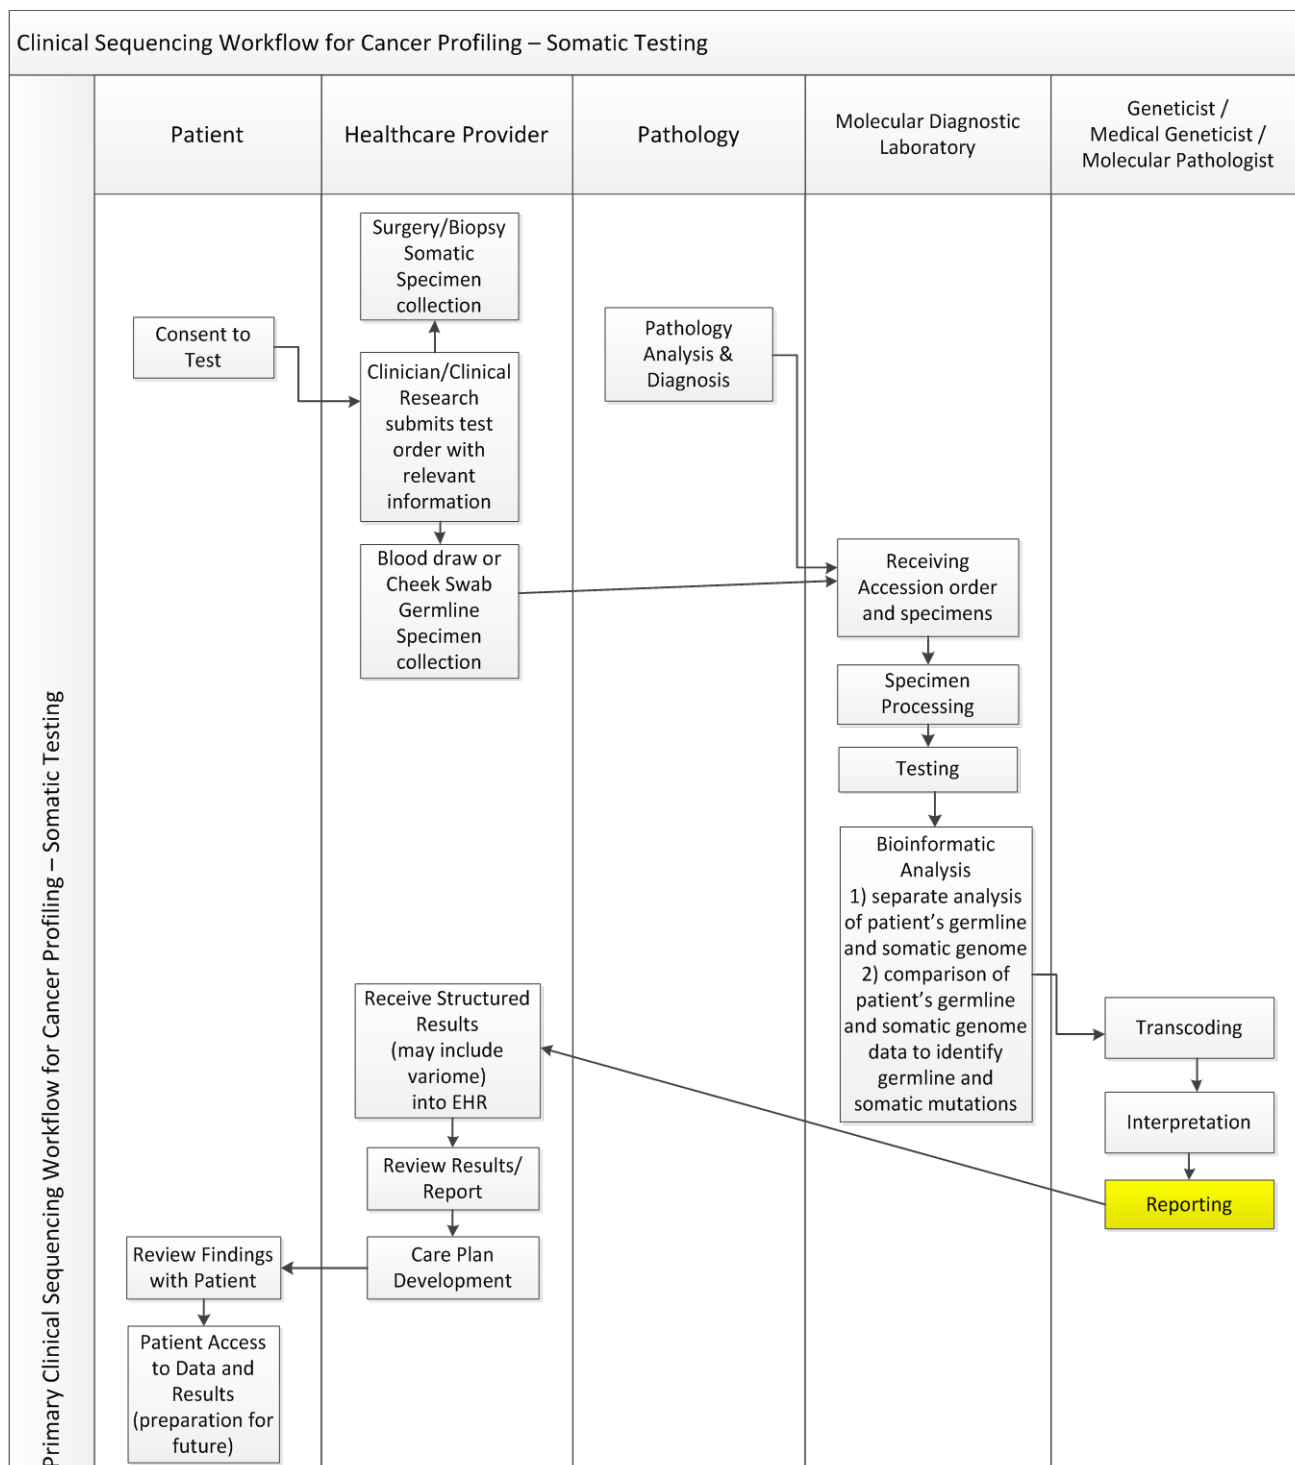 Clinical Sequencing Workflow for Cancer Profiling – Somatic Testing
Primary Clinical Sequencing Workflow for Cancer Profiling – Somatic Testing
Patient
Healthcare Provider
Pathology
Molecular Diagnostic
Laboratory
Geneticist /
Medical Geneticist /
Molecular Pathologist
Surgery/Biopsy
Somatic
Specimen
collection
Consent to
Test
Clinician/Clinical
Research
submits test
order with
relevant
information
Pathology
Analysis &
Diagnosis
Blood draw or
Cheek Swab
Germline
Specimen
collection
Receiving
Accession order
and specimens
Specimen
Processing
Testing
Bioinformatic
Analysis
1) separate analysis
of patient’s germline
and somatic genome
2) comparison of
patient’s germline
and somatic genome
data to identify
germline and
somatic mutations
Transcoding
Interpretation
Reporting
Receive Structured
Results
(may include
variome)
into EHR
Review Results/
Report
Care Plan
Development
Review Findings
with Patient
Patient Access
to Data and
Results
(preparation for
future)